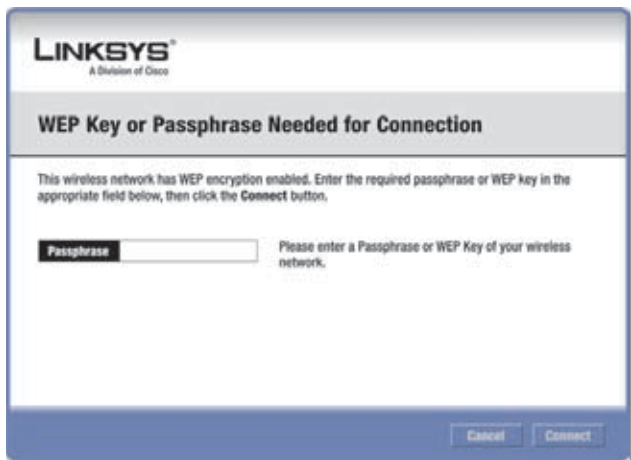 LINKSYS®
A Division of Cisco
WEP Key or Passphrase Needed for Connection
This wireless network has WEP encryption enabled. Enter the required passphrase or WEP key in the
appropriate field below, then click the Connect button.
Passphrase
Please enter a Passphrase or WEP Key of your wireless
network.
Cancel
Connect